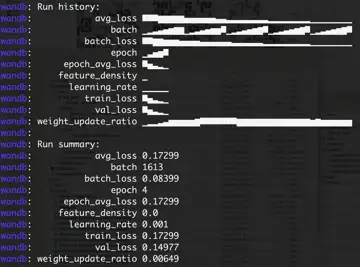 wandb: Run history:
wandb: avg_loss
wandb: batch
wandb: batch_loss
wandb: epoch
wandb: epoch_avg_loss
wandb: feature_density
wandb: learning_rate
wandb: train_loss
wandb: val_loss
wandb: weight_update_ratio
wandb:
wandb: Run summary:
wandb: avg_loss 0.17299
wandb: batch 1613
wandb: batch_loss 0.08399
wandb: epoch 4
wandb: epoch_avg_loss 0.17299
wandb: feature_density 0.0
wandb: learning_rate 0.001
wandb: train_loss 0.17299
wandb: val_loss 0.14977
wandb: weight_update_ratio 0.00649